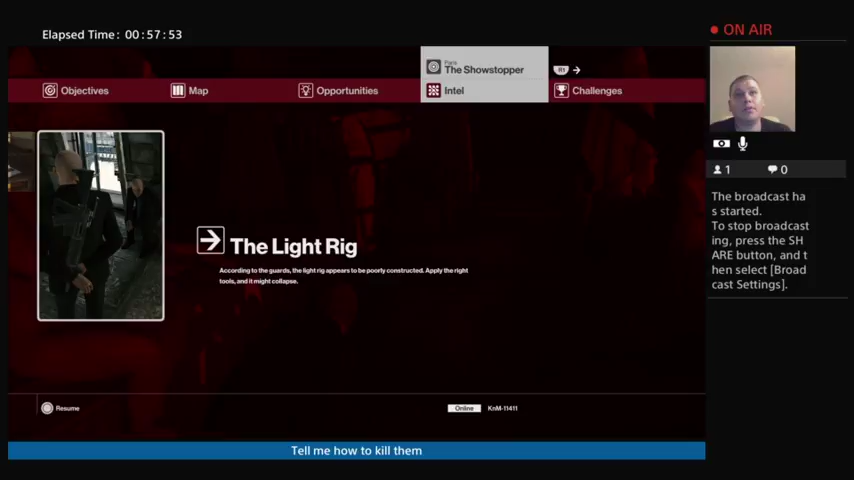 Elapsed Time: 00:57:53
ON AIR
Paris
The Showstopper
R1
Objectives
Map
Opportunities
Intel
Challenges
1
0
The broadcast ha
s started.
To stop broadcast
ing, press the SH
ARE button, and t
hen select [Broad
cast Settings].
The Light Rig
According to the guards, the light rig appears to be poorly constructed. Apply the right
tools, and it might collapse.
Resume
Online
KnM-11411
Tell me how to kill them